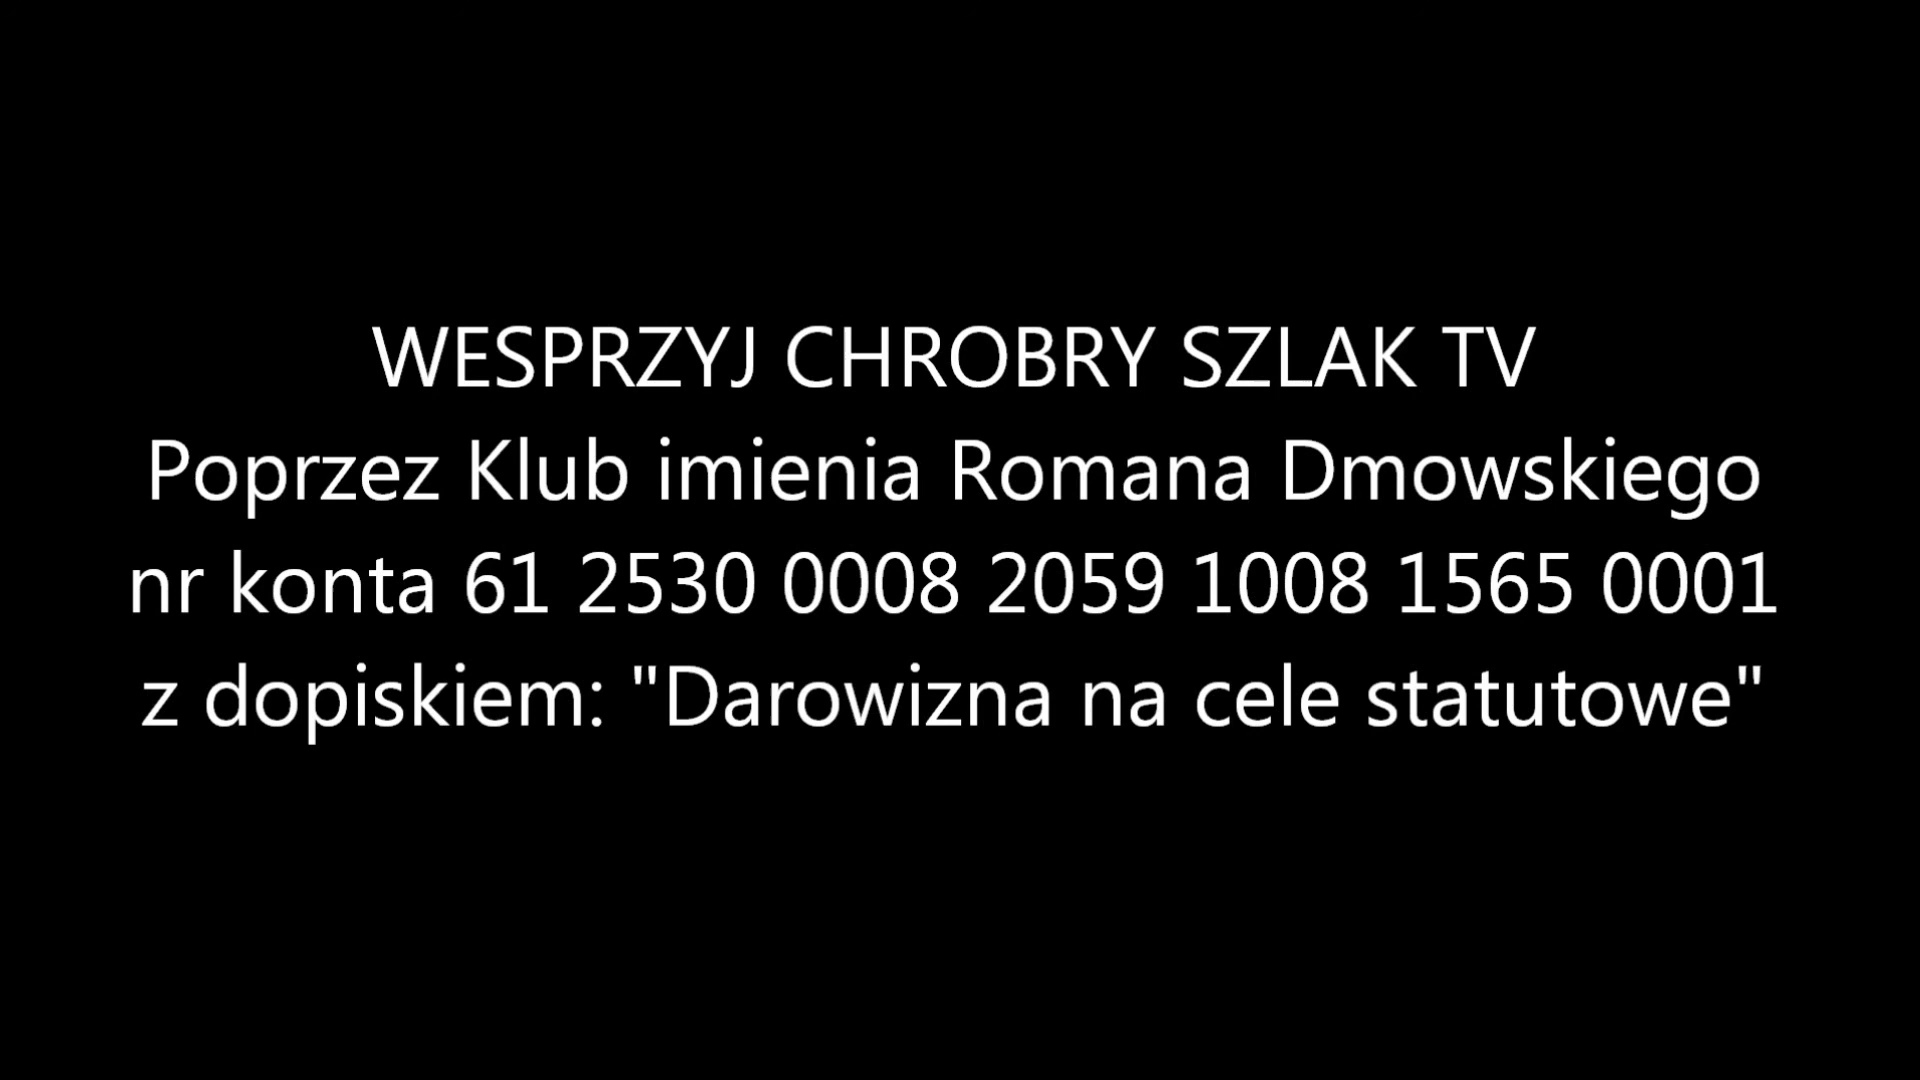 WESPRZYJ CHROBRY SZLAK TV
Poprzez Klub imienia Romana Dmowskiego
nr konta 61 2530 0008 2059 1008 1565 0001
z dopiskiem: "Darowizna na cele statutowe"